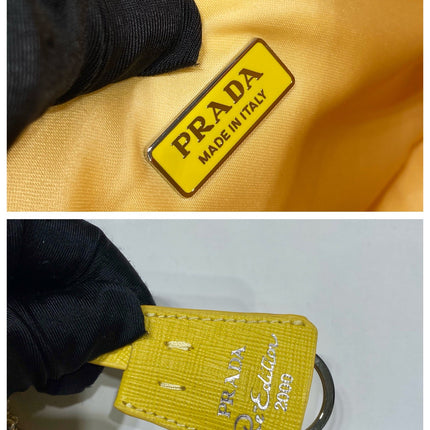 PRADA
MADE IN ITALY
PRADA
Re-Edition
2000